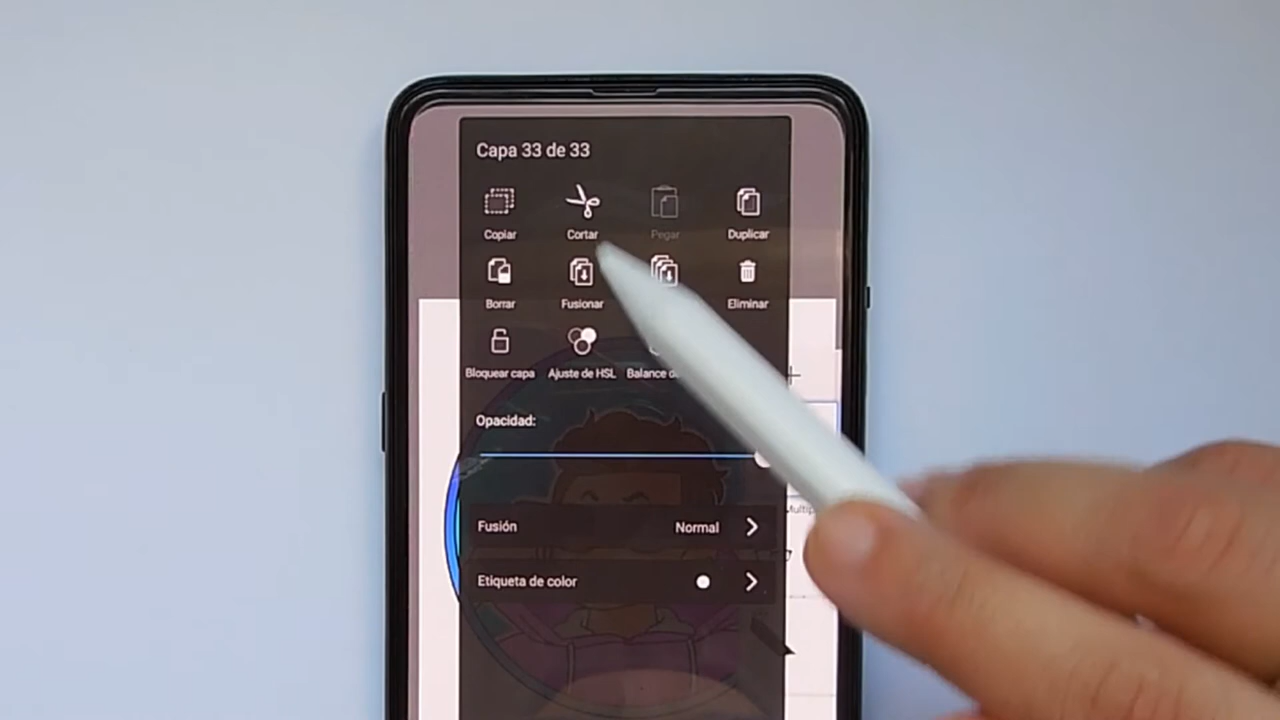 Capa 33 de 33
Copiar Cortar Pegar Duplicar
Borrar Fusionar Eliminar
Bloquear capa Ajuste de HSL Balance
Opacidad:
Fusión Normal
Etiqueta de color